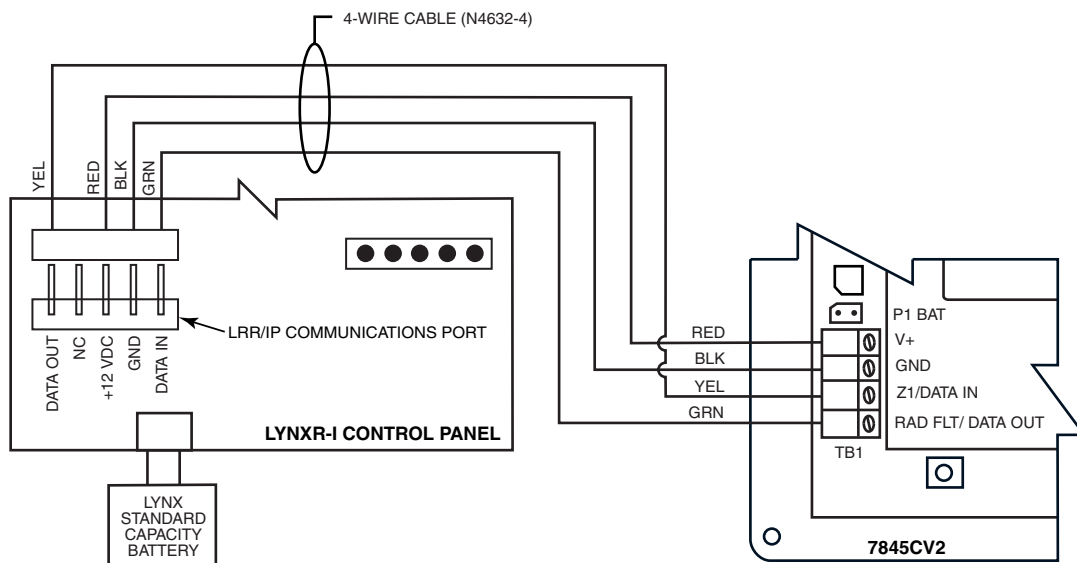 4-WIRE CABLE (N4632-4)
YEL
RED
BLK
GRN
LRR/IP COMMUNICATIONS PORT
DATA OUT
NC
+12 VDC
GND
DATA IN
LYNXR-I CONTROL PANEL
LYNX
STANDARD
CAPACITY
BATTERY
RED
BLK
YEL
GRN
P1 BAT
V+
GND
Z1/DATA IN
RAD FLT/ DATA OUT
TB1
7845CV2